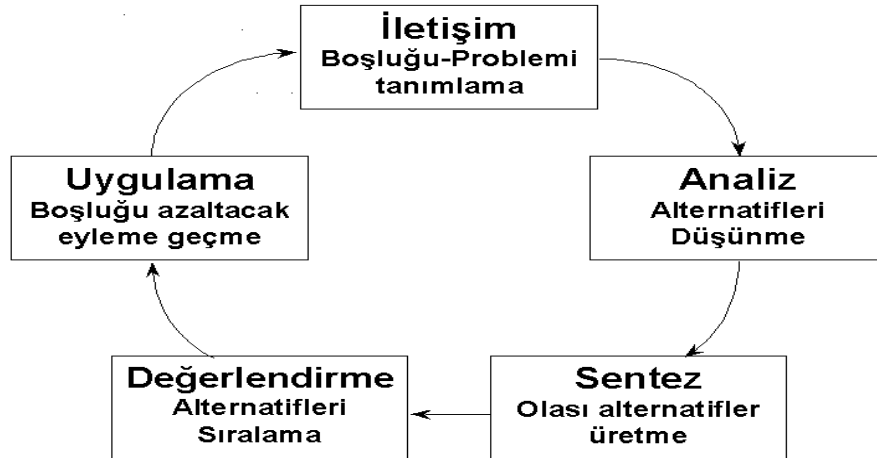 İletişim
Boşluğu-Problemi
tanımlama
Analiz
Alternatifleri
Düşünme
Sentez
Olası alternatifler
üretme
Değerlendirme
Alternatifleri
Sıralama
Uygulama
Boşluğu azaltacak
eyleme geçme